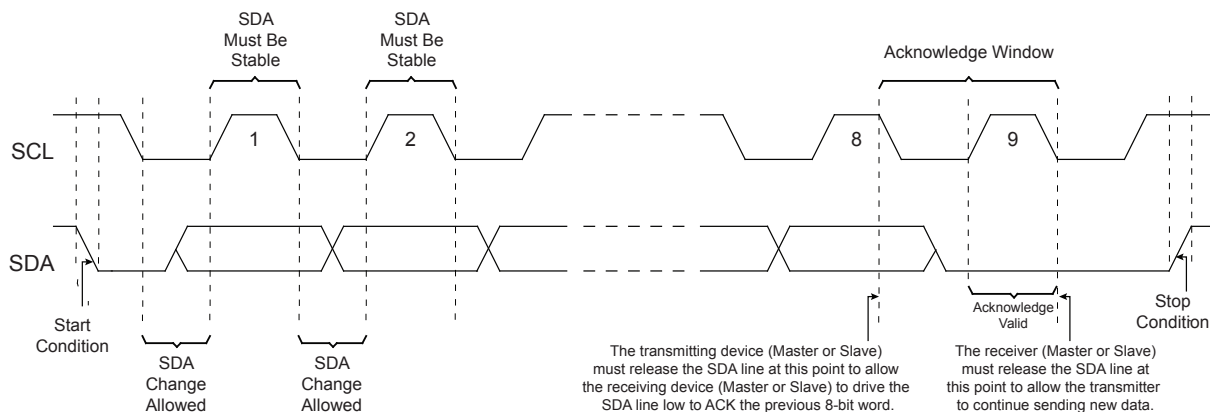 SDA
Must Be
Stable
SDA
Must Be
Stable
Acknowledge Window
SCL
1
2
8
9
SDA
Start
Condition
SDA
Change
Allowed
SDA
Change
Allowed
Acknowledge
Valid
Stop
Condition
The transmitting device (Master or Slave)
must release the SDA line at this point to allow
the receiving device (Master or Slave) to drive the
SDA line low to ACK the previous 8-bit word.
The receiver (Master or Slave)
must release the SDA line at
this point to allow the transmitter
to continue sending new data.